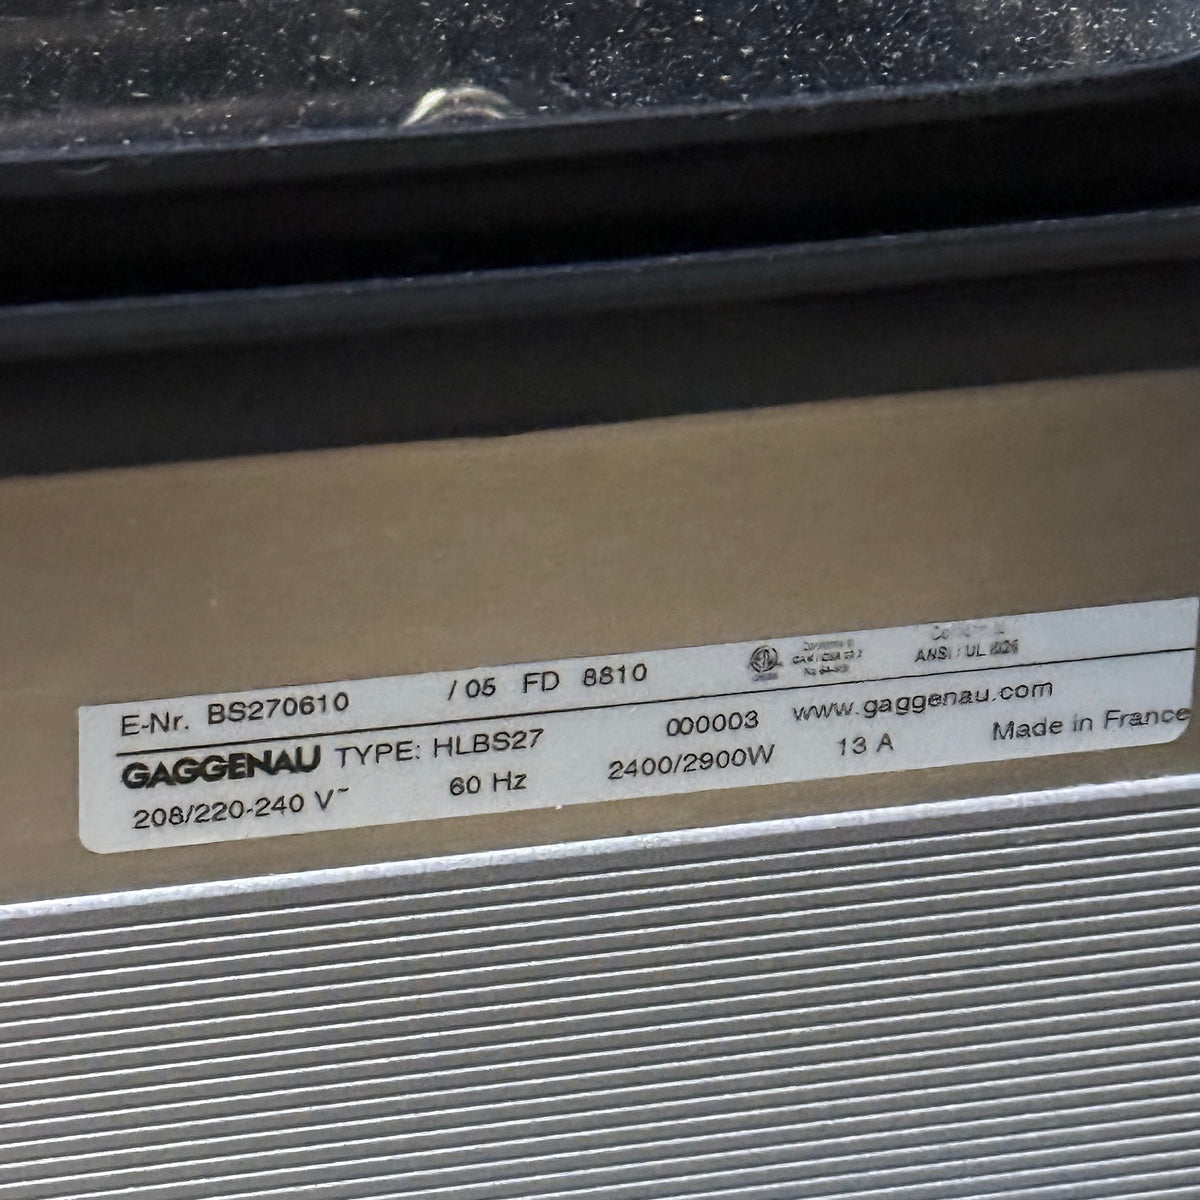 E-Nr. BS270610 / 05 FD 8810
ANSI / UL
GAGGENAU TYPE: HLBS27 000003 www.gaggenau.com
208/220-240 V~ 60 Hz 2400/2900W 13 A Made in France